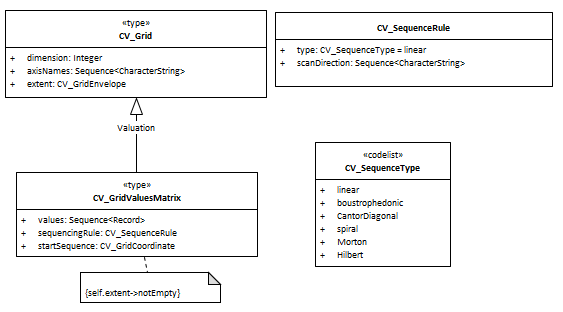 «type»
CV_Grid
+ dimension: Integer
+ axisNames: Sequence<CharacterString>
+ extent: CV_GridEnvelope
CV_SequenceRule
+ type: CV_SequenceType = linear
+ scanDirection: Sequence<CharacterString>
Valuation
«type»
CV_GridValuesMatrix
+ values: Sequence<Record>
+ sequencingRule: CV_SequenceRule
+ startSequence: CV_GridCoordinate
«codelist»
CV_SequenceType
+ linear
+ boustrophedonic
+ CantorDiagonal
+ spiral
+ Morton
+ Hilbert
{self.extent->notEmpty}